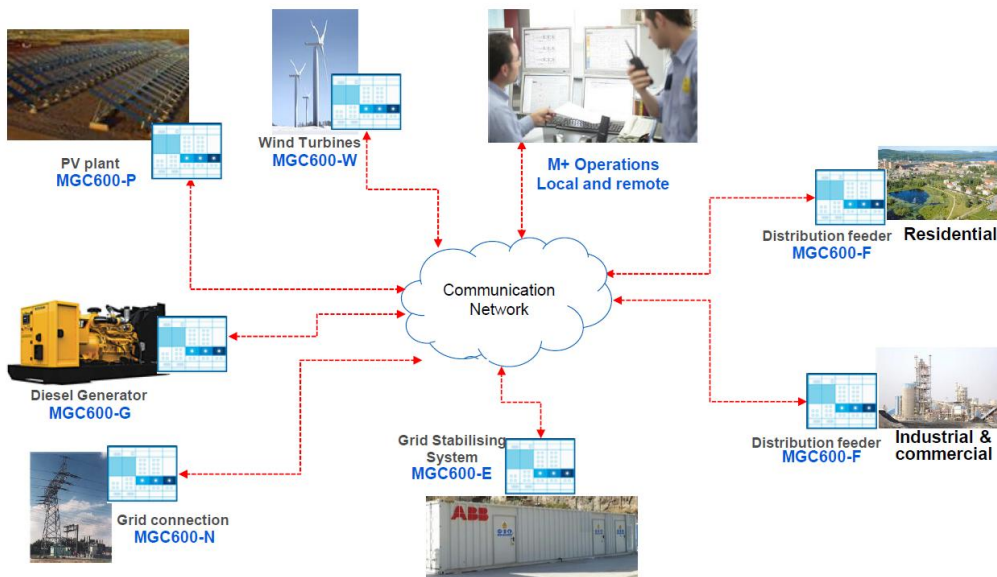 PV plant
MGC600-P
Wind Turbines
MGC600-W
M+ Operations
Local and remote
Distribution feeder
MGC600-F
Residential
Communication
Network
Diesel Generator
MGC600-G
Grid Stabilising
System
MGC600-E
Distribution feeder
MGC600-F
Industrial &
commercial
Grid connection
MGC600-N
ABB